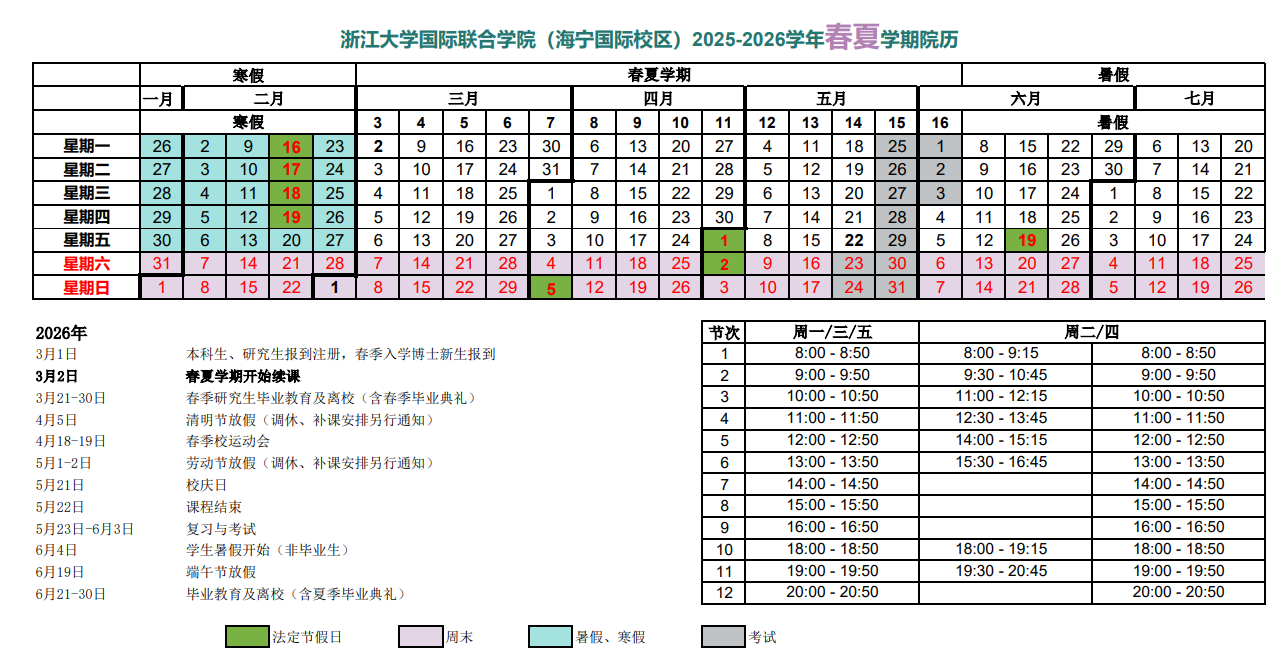 浙江大学国际联合学院（海宁国际校区）2025-2026学年春夏学期院历
寒假 春夏学期 暑假
一月 二月 三月 四月 五月 六月 七月
寒假 3 4 5 6 7 8 9 10 11 12 13 14 15 16 暑假
星期一 26 2 9 16 23 2 9 16 23 30 6 13 20 27 4 11 18 25 1 8 15 22 29 6 13 20
星期二 27 3 10 17 24 3 10 17 24 31 7 14 21 28 5 12 19 26 2 9 16 23 30 7 14 21
星期三 28 4 11 18 25 4 11 18 25 1 8 15 22 29 6 13 20 27 3 10 17 24 1 8 15 22
星期四 29 5 12 19 26 5 12 19 26 2 9 16 23 30 7 14 21 28 4 11 18 25 2 9 16 23
星期五 30 6 13 20 27 6 13 20 27 3 10 17 24 1 8 15 22 29 5 12 19 26 3 10 17 24
星期六 31 7 14 21 28 7 14 21 28 4 11 18 25 2 9 16 23 30 6 13 20 27 4 11 18 25
星期日 1 8 15 22 1 8 15 22 29 5 12 19 26 3 10 17 24 31 7 14 21 28 5 12 19 26
2026年
3月1日 本科生、研究生报到注册，春季入学博士新生报到
3月2日 春夏学期开始续课
3月21-30日 春季研究生毕业教育及离校（含春季毕业典礼）
4月5日 清明节放假（调休、补课安排另行通知）
4月18-19日 春季校运动会
5月1-2日 劳动节放假（调休、补课安排另行通知）
5月21日 校庆日
5月22日 课程结束
5月23日-6月3日 复习与考试
6月4日 学生暑假开始（非毕业生）
6月19日 端午节放假
6月21-30日 毕业教育及离校（含夏季毕业典礼）
节次 周一/三/五 周二/四
1 8:00 - 8:50 8:00 - 9:15 8:00 - 8:50
2 9:00 - 9:50 9:30 - 10:45 9:00 - 9:50
3 10:00 - 10:50 11:00 - 12:15 10:00 - 10:50
4 11:00 - 11:50 12:30 - 13:45 11:00 - 11:50
5 12:00 - 12:50 14:00 - 15:15 12:00 - 12:50
6 13:00 - 13:50 15:30 - 16:45 13:00 - 13:50
7 14:00 - 14:50 14:00 - 14:50
8 15:00 - 15:50 15:00 - 15:50
9 16:00 - 16:50 16:00 - 16:50
10 18:00 - 18:50 18:00 - 19:15 18:00 - 18:50
11 19:00 - 19:50 19:30 - 20:45 19:00 - 19:50
12 20:00 - 20:50 20:00 - 20:50
法定节假日 周末 暑假、寒假 考试